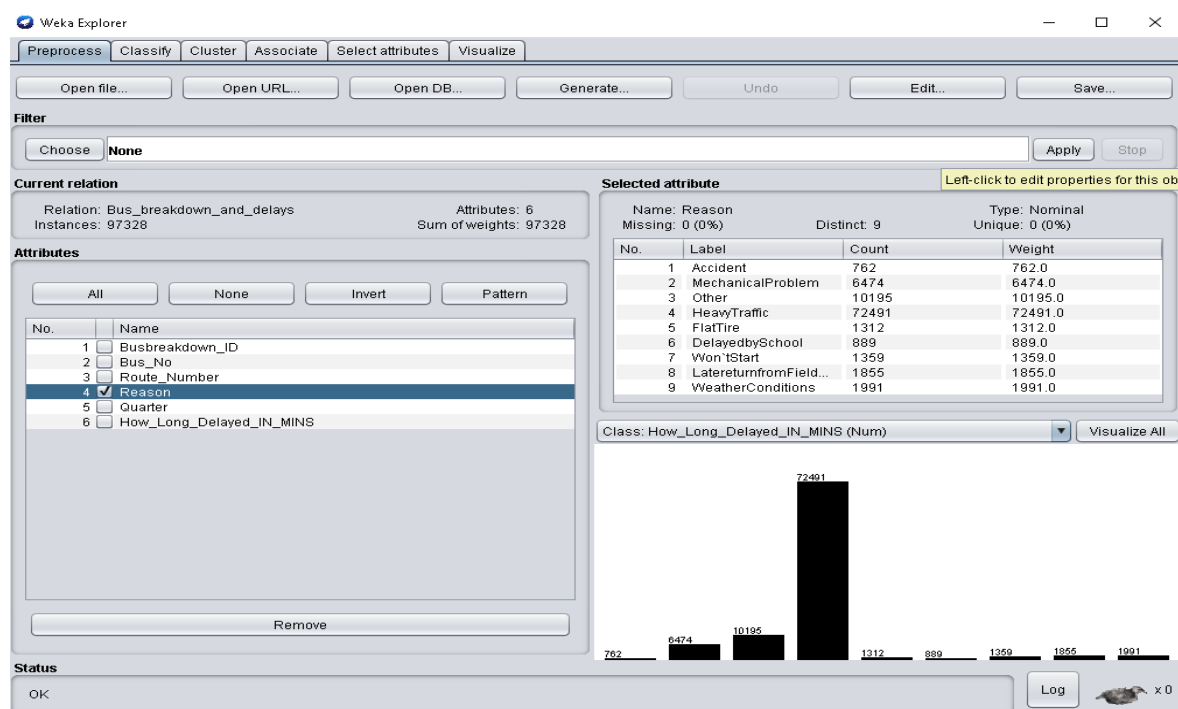 Weka Explorer
Preprocess Classify Cluster Associate Select attributes Visualize
Open file... Open URL... Open DB... Generate... Undo Edit... Save...
Filter
Choose None Apply Stop
Left-click to edit properties for this ob
Current relation
Relation: Bus_breakdown_and_delays Attributes: 6
Instances: 97328 Sum of weights: 97328
Attributes
All None Invert Pattern
No. Name
1 Busbreakdown_ID
2 Bus_No
3 Route_Number
4 Reason
5 Quarter
6 How_Long_Delayed_IN_MINS
Remove
Selected attribute
Name: Reason Type: Nominal
Missing: 0 (0%) Distinct: 9 Unique: 0 (0%)
No. Label Count Weight
1 Accident 762 762.0
2 MechanicalProblem 6474 6474.0
3 Other 10195 10195.0
4 HeavyTraffic 72491 72491.0
5 FlatTire 1312 1312.0
6 DelayedbySchool 889 889.0
7 Won`tStart 1359 1359.0
8 LatereturnfromField... 1855 1855.0
9 WeatherConditions 1991 1991.0
Class: How_Long_Delayed_IN_MINS (Num) Visualize All
762 6474 10195 72491 1312 889 1359 1855 1991
Status
OK
Log x 0